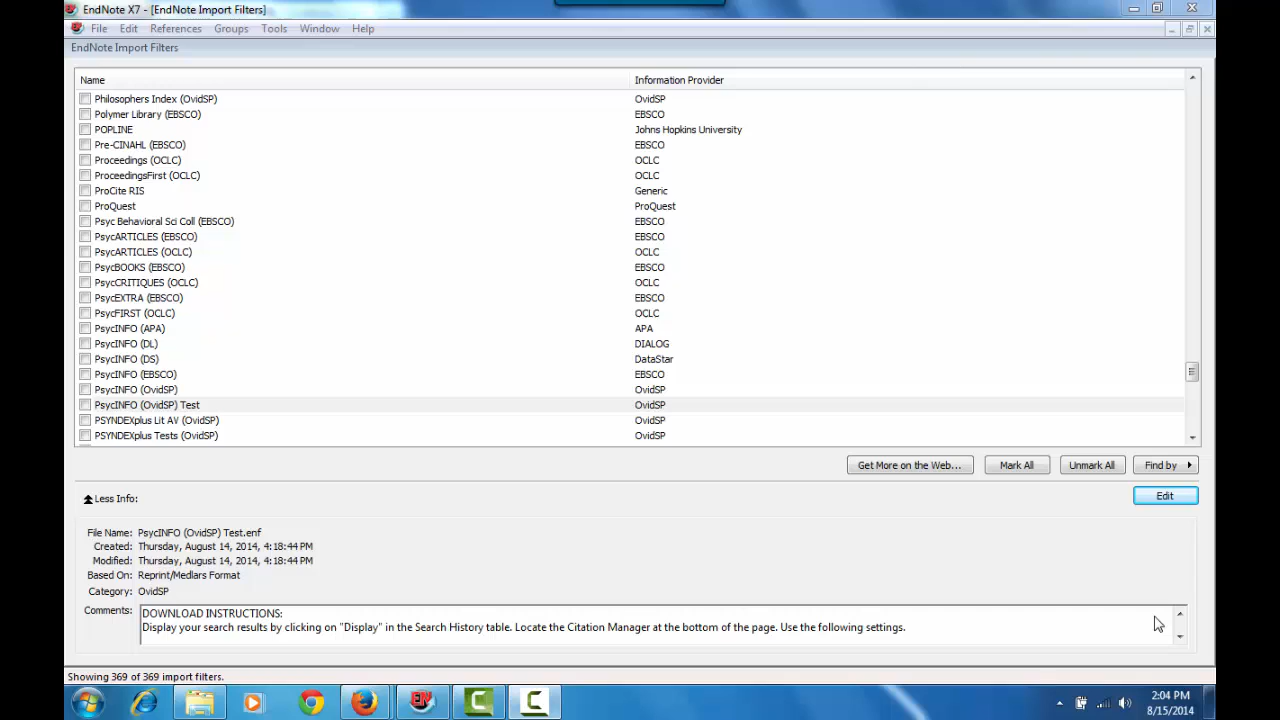 EndNote X7 - [EndNote Import Filters]
File Edit References Groups Tools Window Help
EndNote Import Filters
Name Information Provider
Philosophers Index (OvidSP) OvidSP
Polymer Library (EBSCO) EBSCO
POPLINE Johns Hopkins University
Pre-CINAHL (EBSCO) EBSCO
Proceedings (OCLC) OCLC
ProceedingsFirst (OCLC) OCLC
ProCite RIS Generic
ProQuest ProQuest
Psyc Behavioral Sci Coll (EBSCO) EBSCO
PsycARTICLES (EBSCO) EBSCO
PsycARTICLES (OCLC) OCLC
PsycBOOKS (EBSCO) EBSCO
PsycCRITIQUES (OCLC) OCLC
PsycEXTRA (EBSCO) EBSCO
PsycFIRST (OCLC) OCLC
PsycINFO (APA) APA
PsycINFO (DL) DIALOG
PsycINFO (DS) DataStar
PsycINFO (EBSCO) EBSCO
PsycINFO (OvidSP) OvidSP
PsycINFO (OvidSP) Test OvidSP
PSYNDEXplus Lit AV (OvidSP) OvidSP
PSYNDEXplus Tests (OvidSP) OvidSP
Get More on the Web... Mark All Unmark All Find by
Less Info: Edit
File Name: PsycINFO (OvidSP) Test.enf
Created: Thursday, August 14, 2014, 4:18:44 PM
Modified: Thursday, August 14, 2014, 4:18:44 PM
Based On: Reprint/Medlars Format
Category: OvidSP
Comments: DOWNLOAD INSTRUCTIONS:
Display your search results by clicking on "Display" in the Search History table. Locate the Citation Manager at the bottom of the page. Use the following settings.
Showing 369 of 369 import filters.
EN C C 2:04 PM
8/15/2014